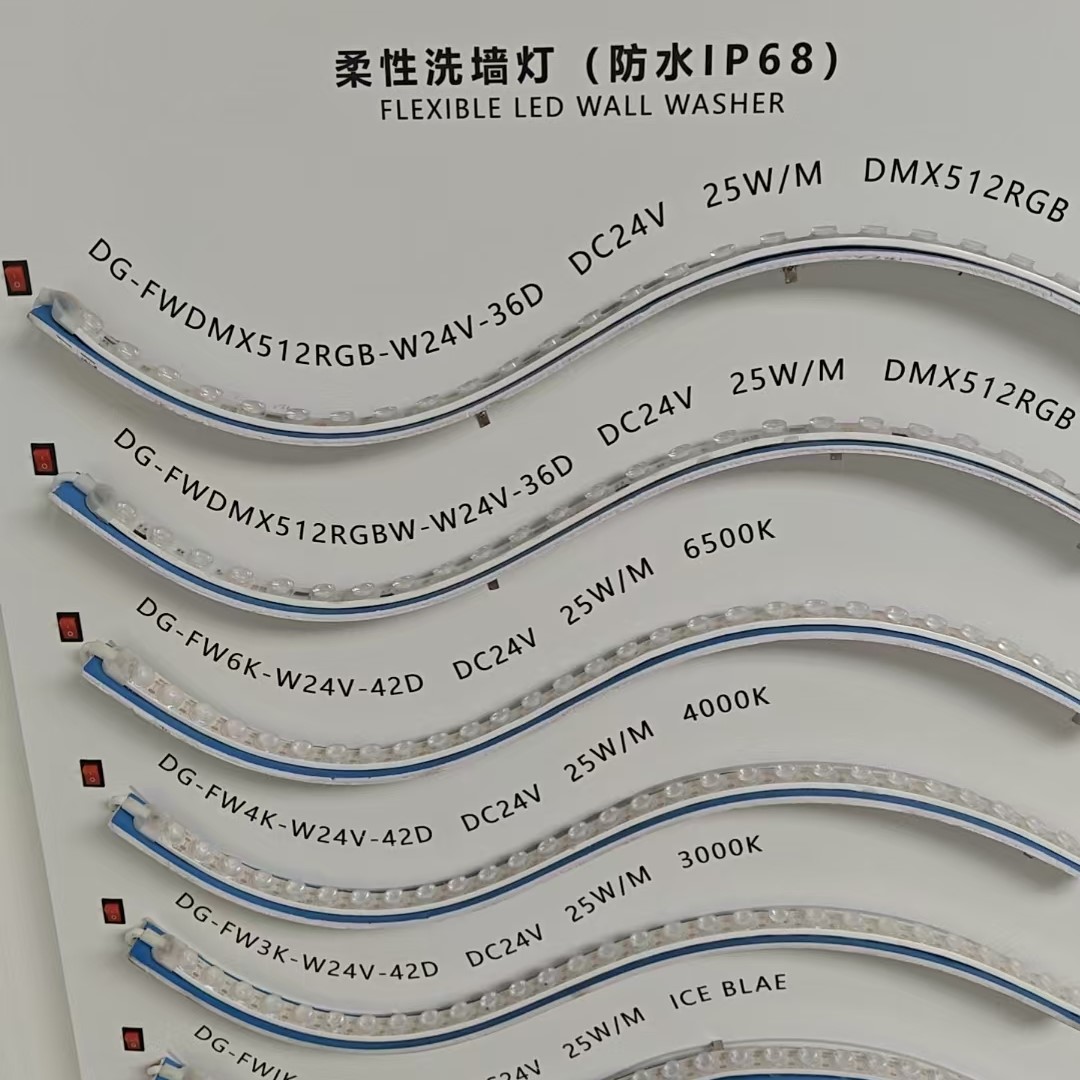 柔性洗墙灯（防水IP68）
FLEXIBLE LED WALL WASHER
DG-FWDMX512RGB-W24V-36D DC24V 25W/M DMX512RGB
DG-FWDMX512RGBW-W24V-36D DC24V 25W/M DMX512RGB
DG-FW6K-W24V-42D DC24V 25W/M 6500K
DG-FW4K-W24V-42D DC24V 25W/M 4000K
DG-FW3K-W24V-42D DC24V 25W/M 3000K
25W/M ICE BLAE